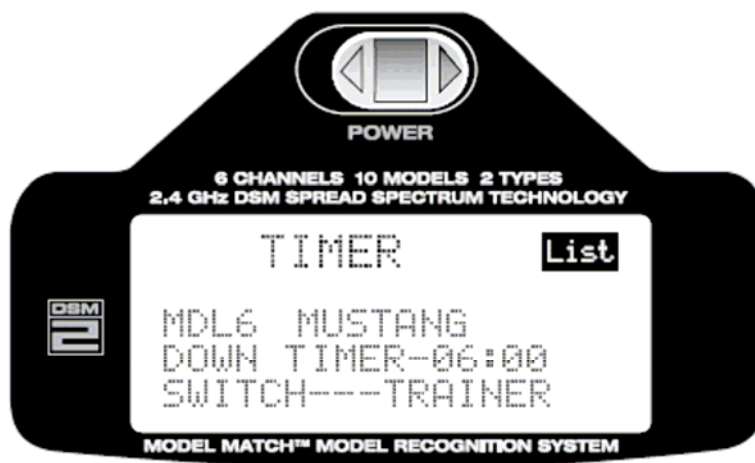 POWER
6 CHANNELS 10 MODELS 2 TYPES
2.4 GHz DSM SPREAD SPECTRUM TECHNOLOGY
TIMER List
DSM
2
MDL6 MUSTANG
DOWN TIMER-06:00
SWITCH---TRAINER
MODEL MATCH™ MODEL RECOGNITION SYSTEM